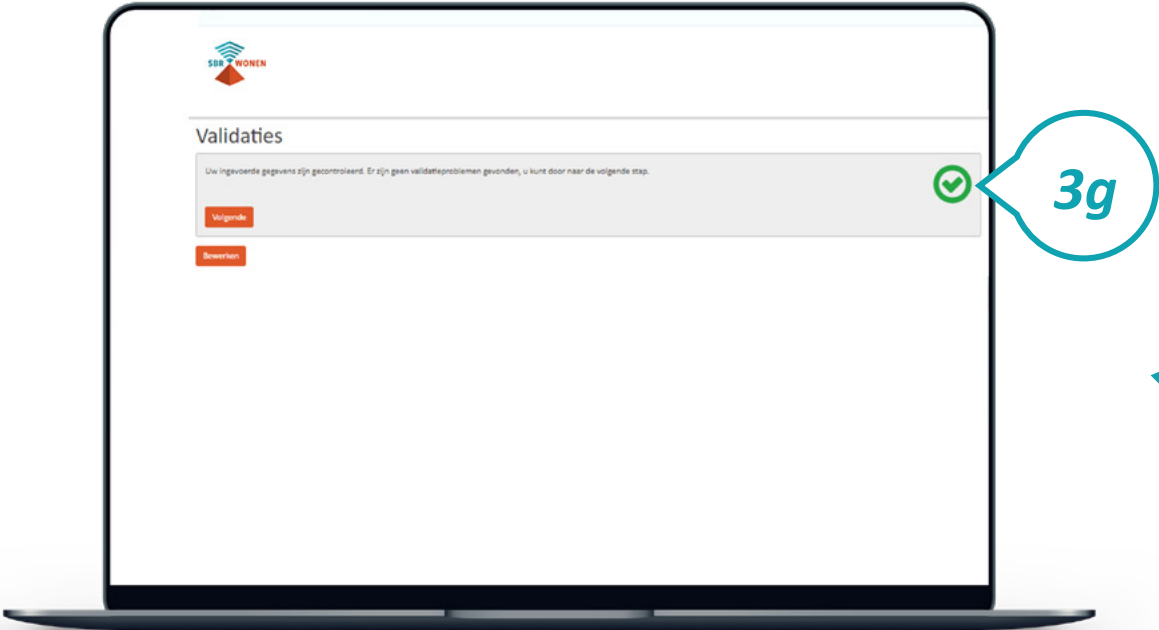 SBR WONEN
Validaties
Uw ingevoerde gegevens zijn gecontroleerd. Er zijn geen validatieproblemen gevonden, u kunt door naar de volgende stap.
3g
Volgende
Bewerken